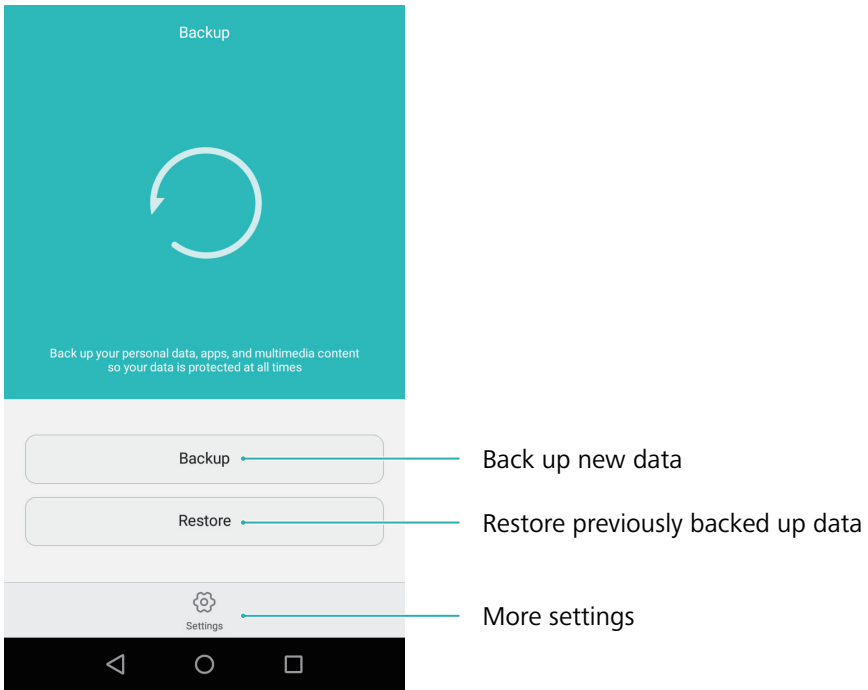 Backup
Back up your personal data, apps, and multimedia content
so your data is protected at all times
Backup
Back up new data
Restore
Restore previously backed up data
Settings
More settings